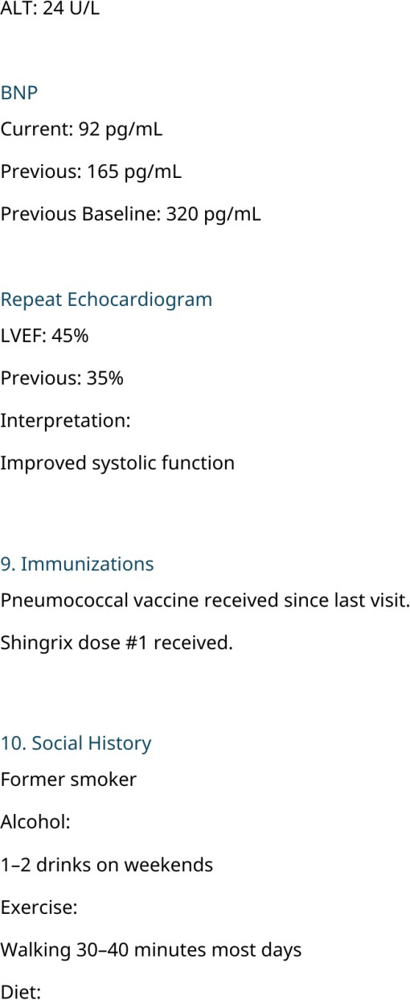 ALT: 24 U/L
BNP
Current: 92 pg/mL
Previous: 165 pg/mL
Previous Baseline: 320 pg/mL
Repeat Echocardiogram
LVEF: 45%
Previous: 35%
Interpretation:
Improved systolic function
9. Immunizations
Pneumococcal vaccine received since last visit.
Shingrix dose #1 received.
10. Social History
Former smoker
Alcohol:
1–2 drinks on weekends
Exercise:
Walking 30–40 minutes most days
Diet: